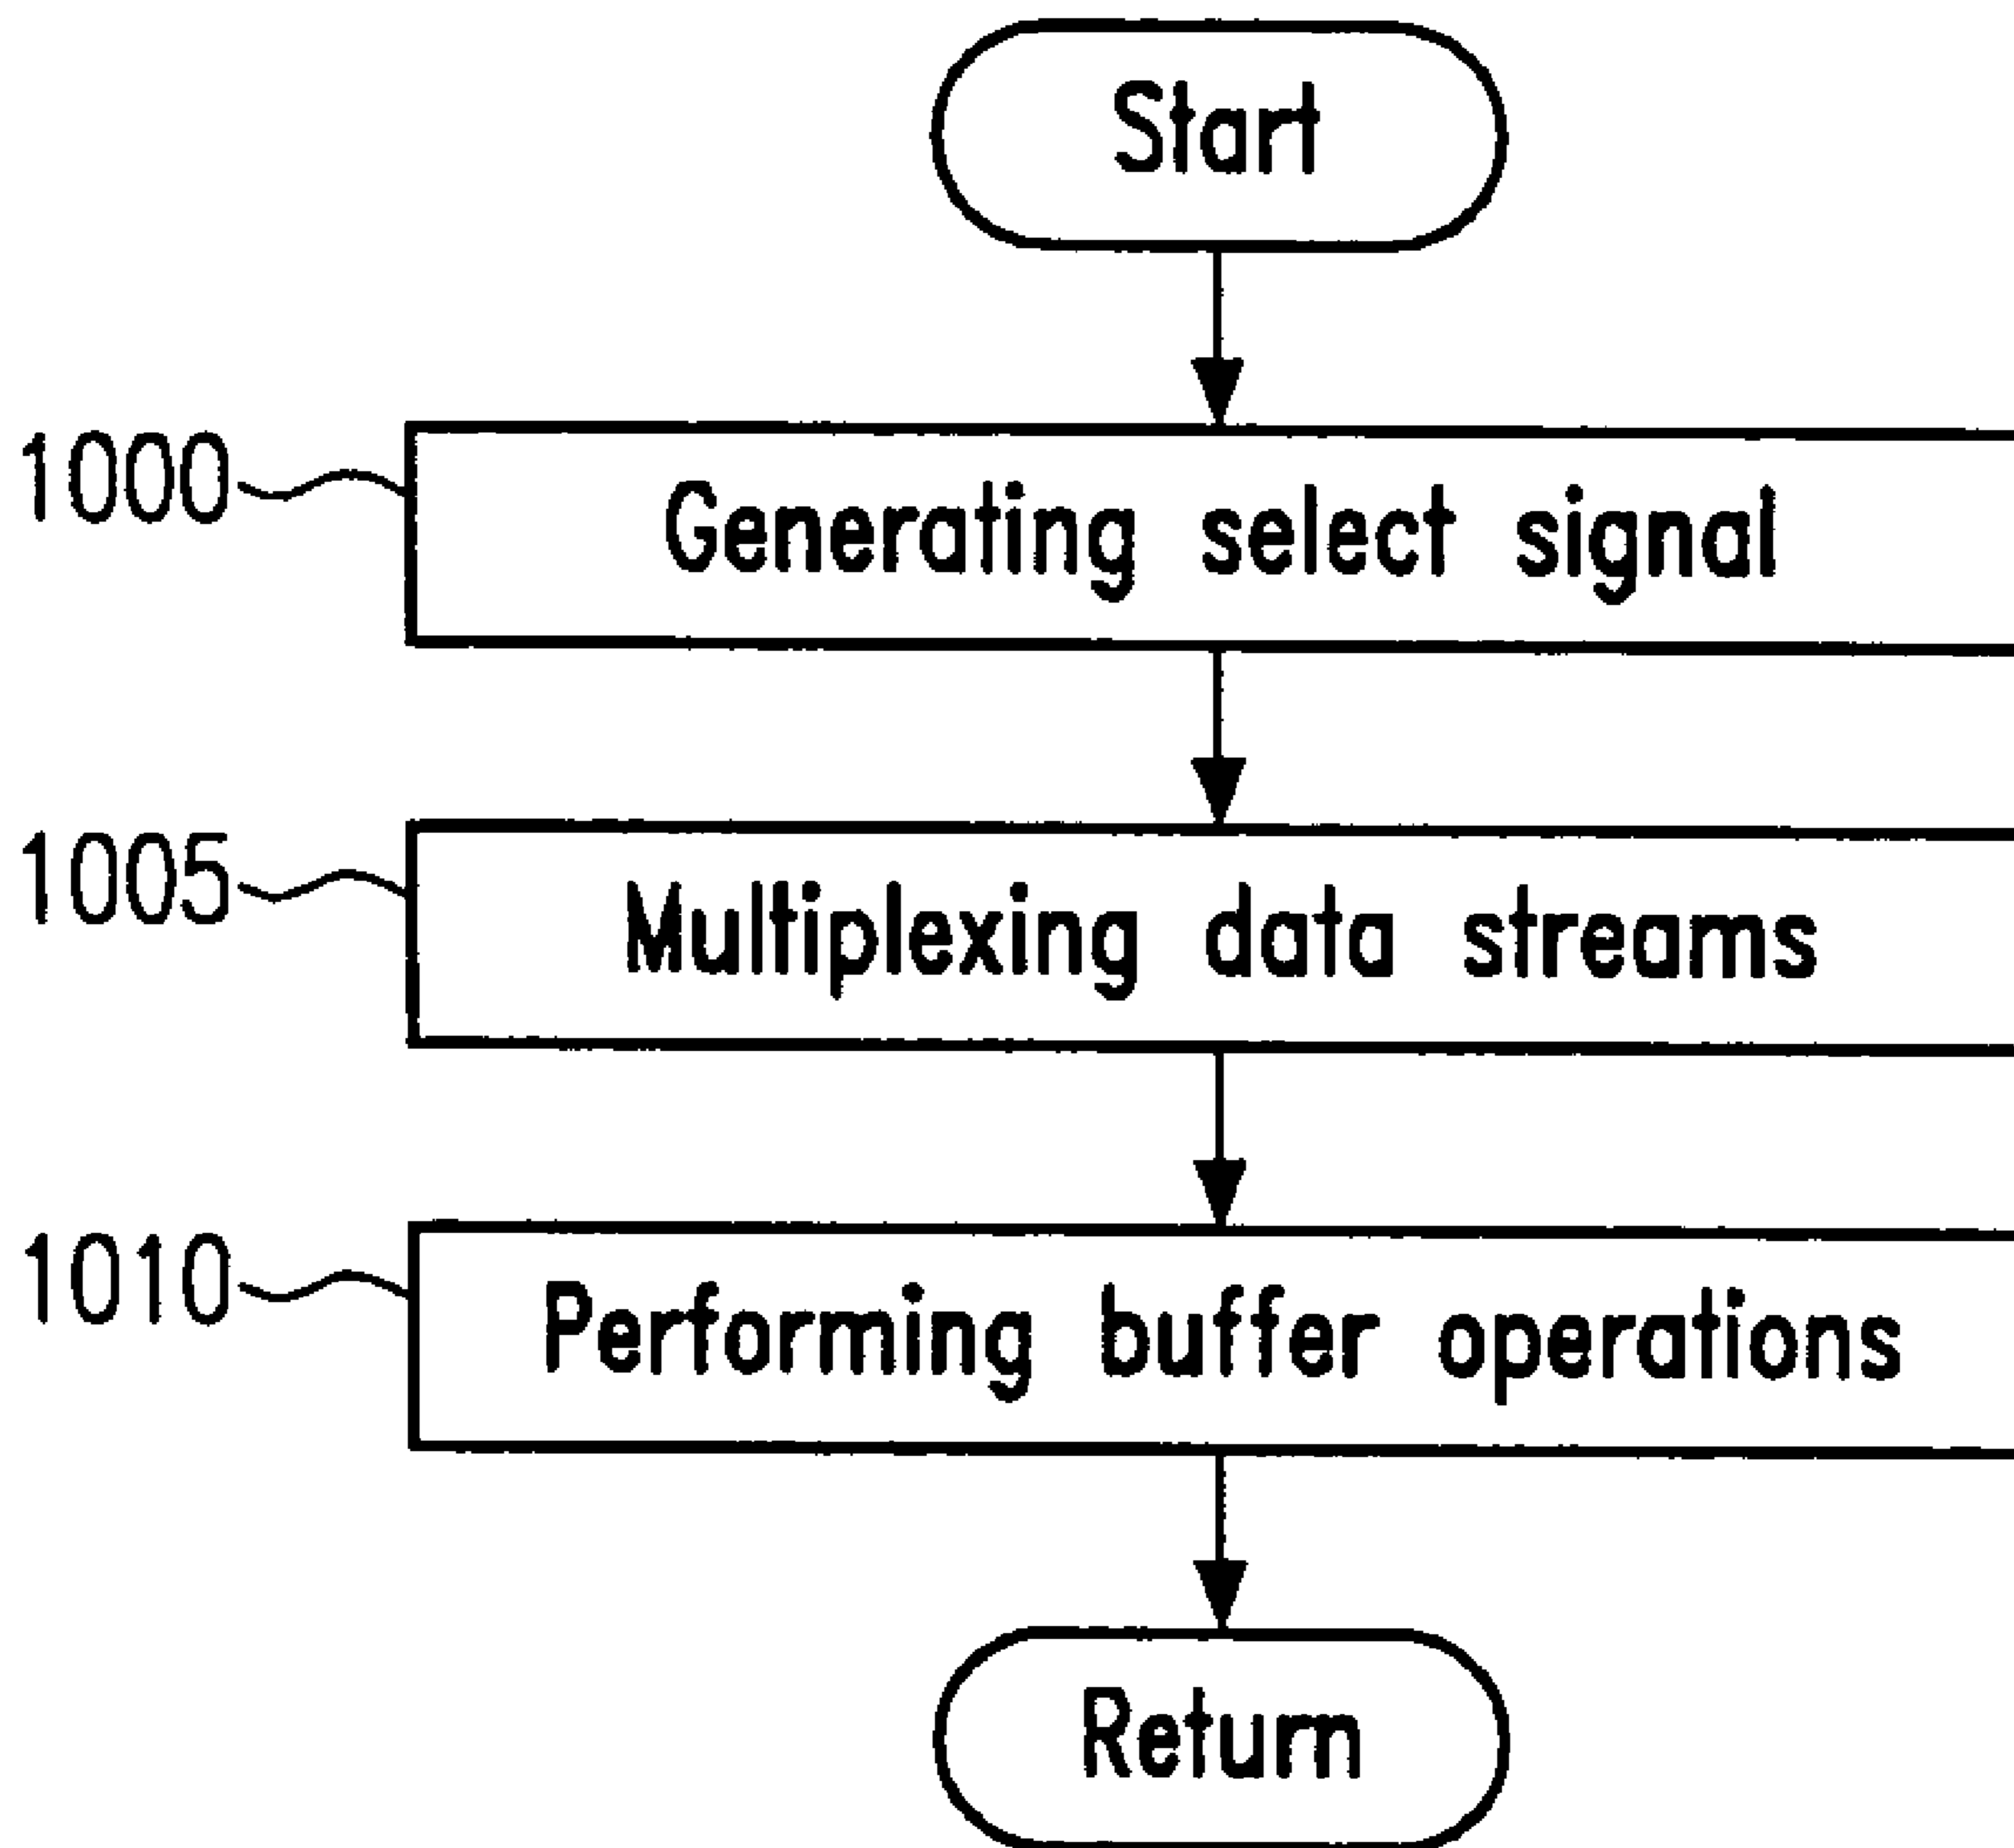 Start
1000
Generating select signal
1005
Multiplexing data streams
1010
Performing buffer operations
Return